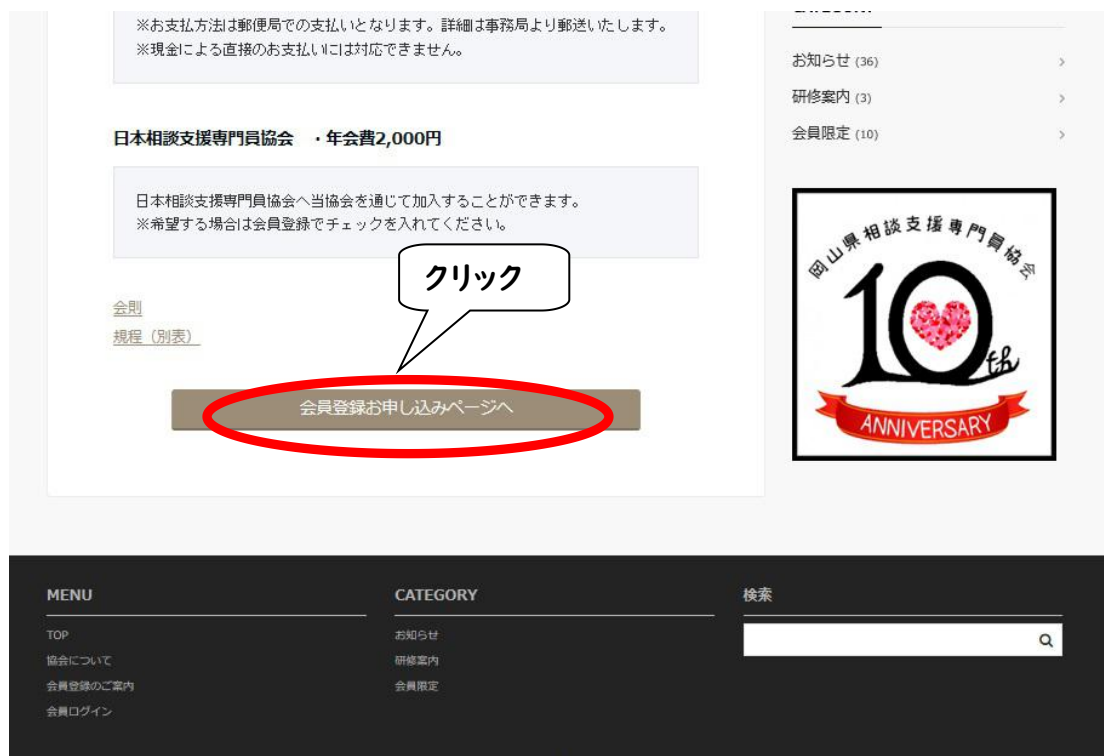 ※お支払方法は郵便局での支払いとなります。詳細は事務局より郵送いたします。
※現金による直接のお支払いには対応できません。
日本相談支援専門員協会　・年会費2,000円
日本相談支援専門員協会へ当協会を通じて加入することができます。
※希望する場合は会員登録でチェックを入れてください。
クリック
会則
規程（別表）
会員登録お申し込みページへ
お知らせ (36)
研修案内 (3)
会員限定 (10)
岡山県相談支援専門員協会
10th
ANNIVERSARY
MENU
TOP
協会について
会員登録のご案内
会員ログイン
CATEGORY
お知らせ
研修案内
会員限定
検索